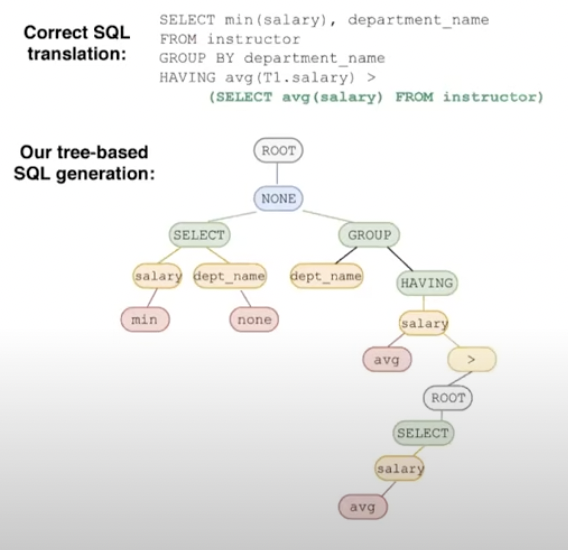 Correct SQL
translation:
SELECT min(salary), department_name
FROM instructor
GROUP BY department_name
HAVING avg(T1.salary) >
(SELECT avg(salary) FROM instructor)
Our tree-based
SQL generation:
ROOT
NONE
SELECT
GROUP
salary
dept_name
dept_name
HAVING
min
none
salary
avg
>
ROOT
SELECT
salary
avg